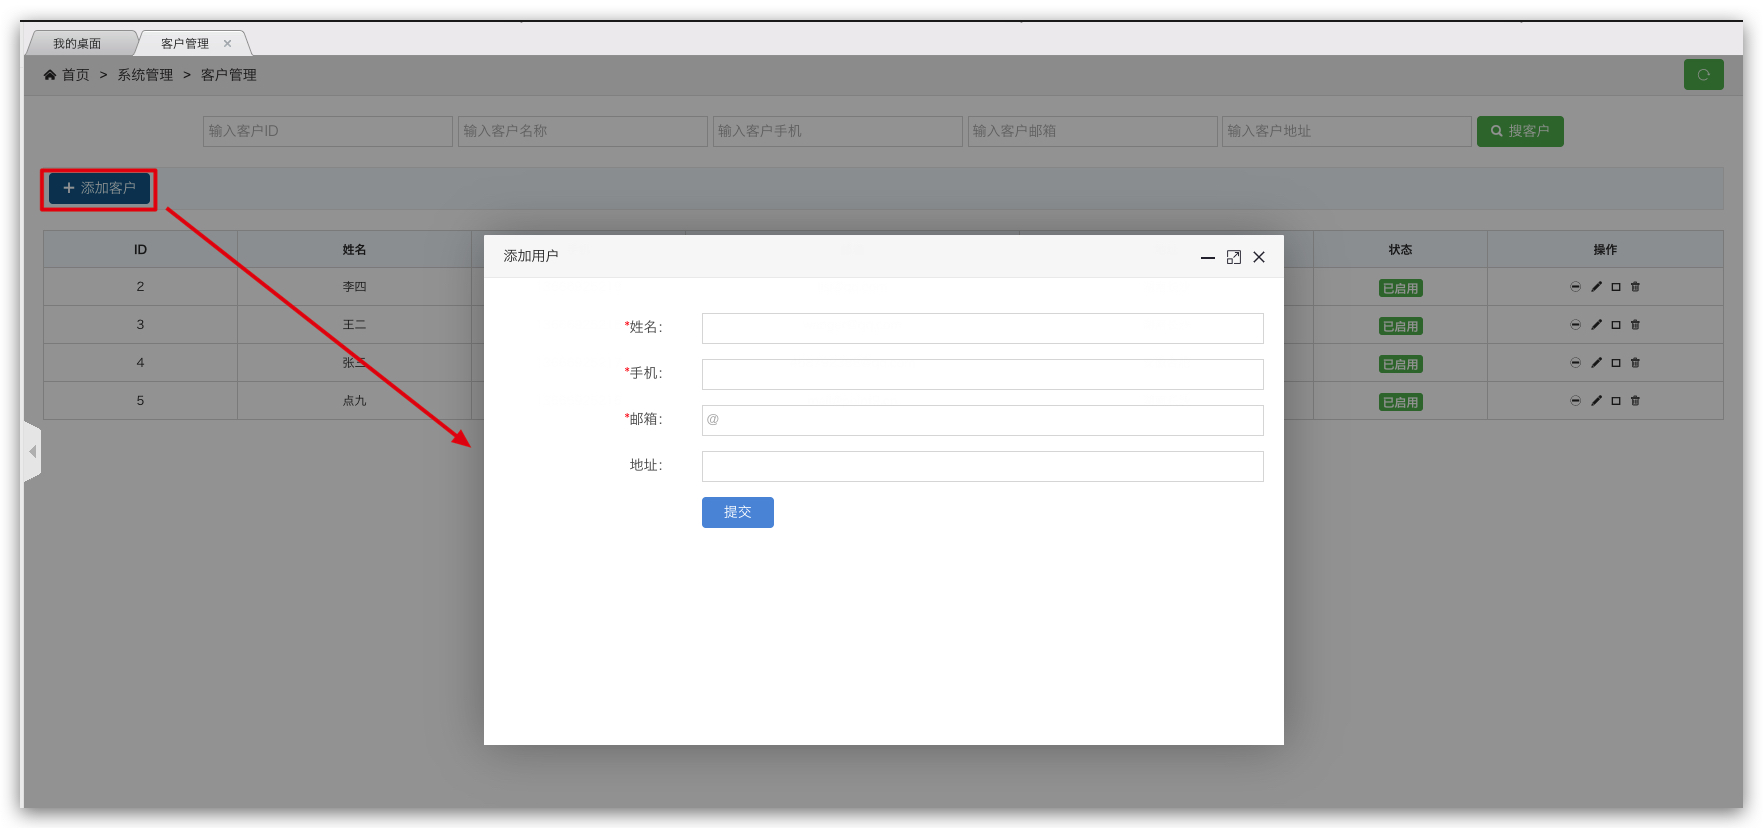 我的桌面 客户管理 ×
首页 > 系统管理 > 客户管理
输入客户ID 输入客户名称 输入客户手机 输入客户邮箱 输入客户地址 搜客户
+ 添加客户
ID 姓名 状态 操作
2 李四 已启用
3 王二 已启用
4 张三 已启用
5 点九 已启用
添加用户
*姓名：
*手机：
*邮箱： @
地址：
提交